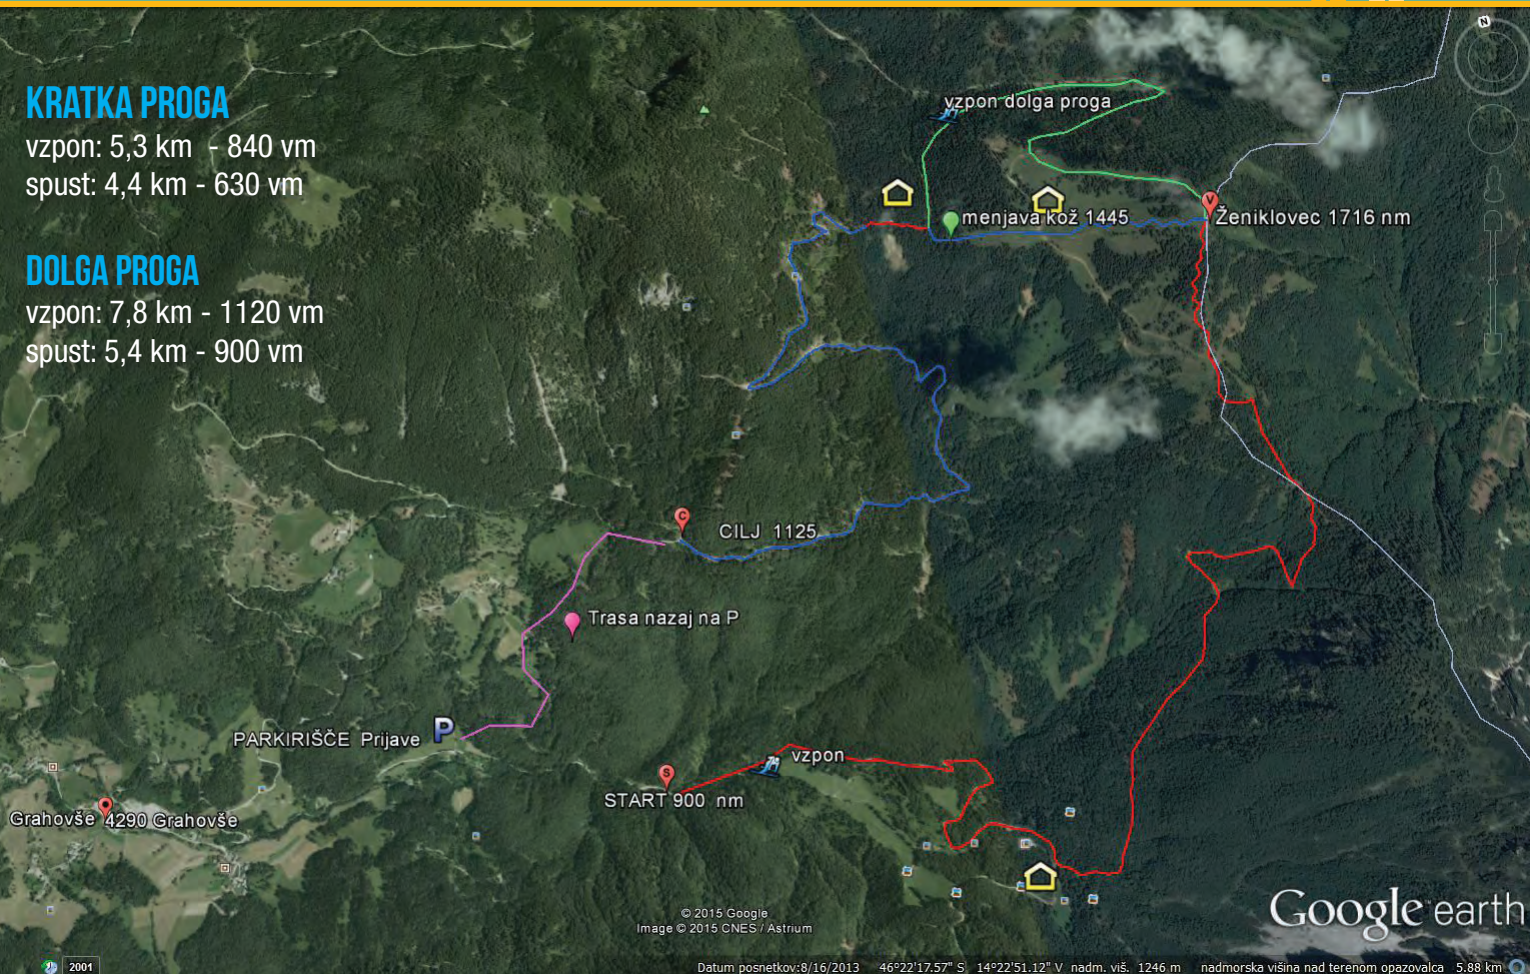 KRATKA PROGA
vzpon: 5,3 km - 840 vm
spust: 4,4 km - 630 vm
DOLGA PROGA
vzpon: 7,8 km - 1120 vm
spust: 5,4 km - 900 vm
N
vzpon dolga proga
menjava kož 1445
V
Ženiklovec 1716 nm
C
CILJ 1125
Trasa nazaj na P
PARKIRIŠČE Prijave P
vzpon
S
START 900 nm
Grahovše 4290 Grahovše
Google earth
© 2015 Google
Image © 2015 CNES / Astrium
2001
Datum posnetkov:8/16/2013 46°22'17.57" S 14°22'51.12" V nadm. viš. 1246 m nadmorska višina nad terenom opazovalca 5.88 km